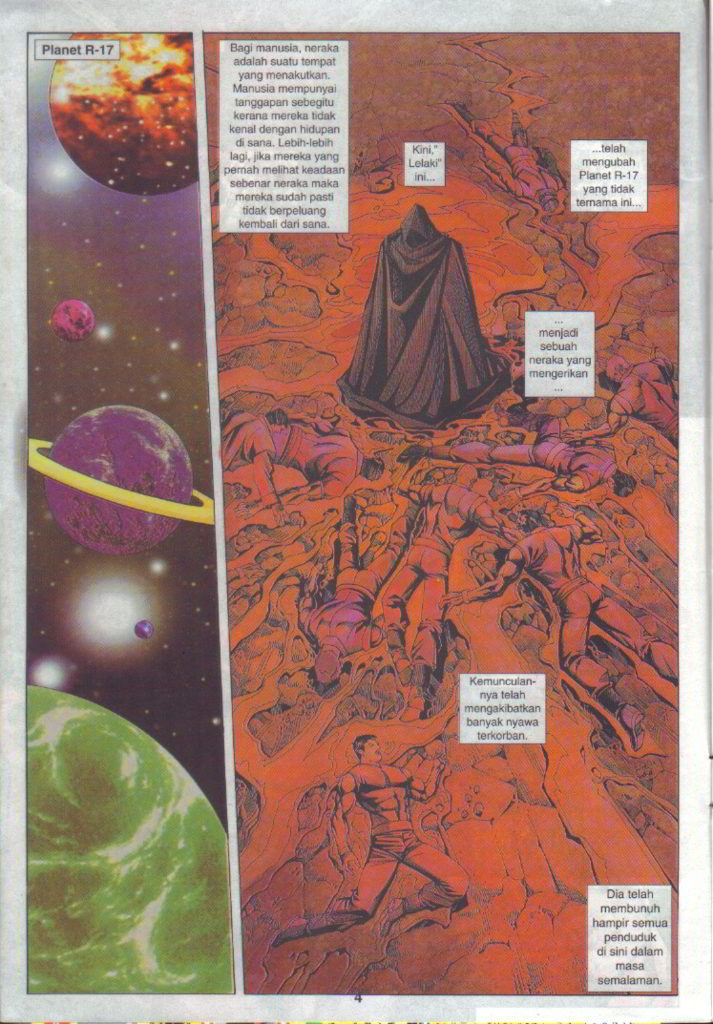 Planet R-17
Bagi manusia, neraka
adalah suatu tempat
yang menakutkan.
Manusia mempunyai
tanggapan sebegitu
kerana mereka tidak
kenal dengan hidupan
di sana. Lebih-lebih
lagi, jika mereka yang
pernah melihat keadaan
sebenar neraka maka
mereka sudah pasti
tidak berpeluang
kembali dari sana.
Kini,"
Lelaki"
ini...
...telah
mengubah
Planet R-17
yang tidak
ternama ini...
...
menjadi
sebuah
neraka yang
mengerikan
...
Kemunculan-
nya telah
mengakibatkan
banyak nyawa
terkorban.
Dia telah
membunuh
hampir semua
penduduk
di sini dalam
masa
semalaman.
4